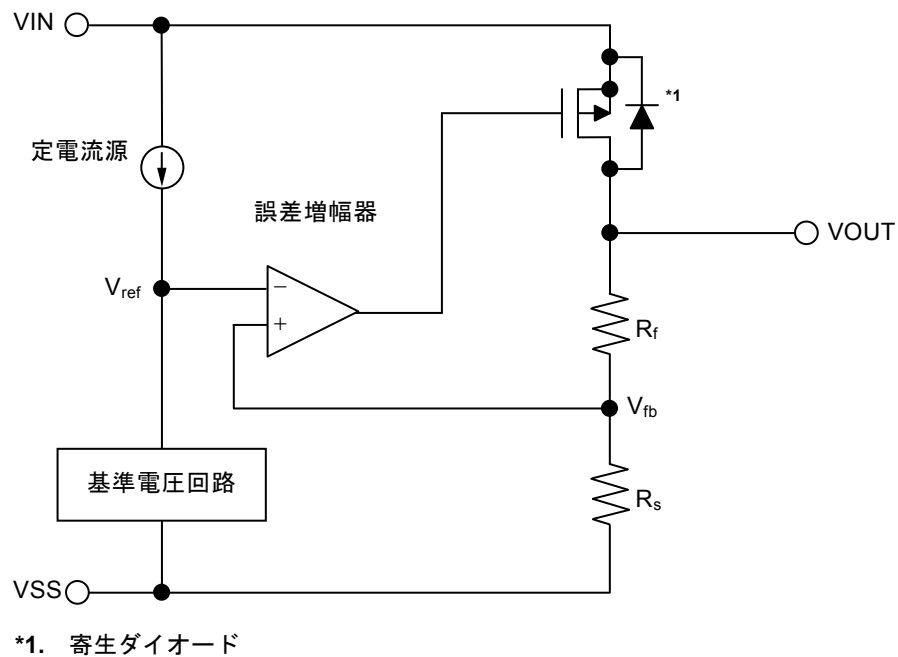 VIN
*1
定電流源
誤差増幅器
VOUT
Vref
−
+
Rf
Vfb
基準電圧回路
Rs
VSS
*1. 寄生ダイオード